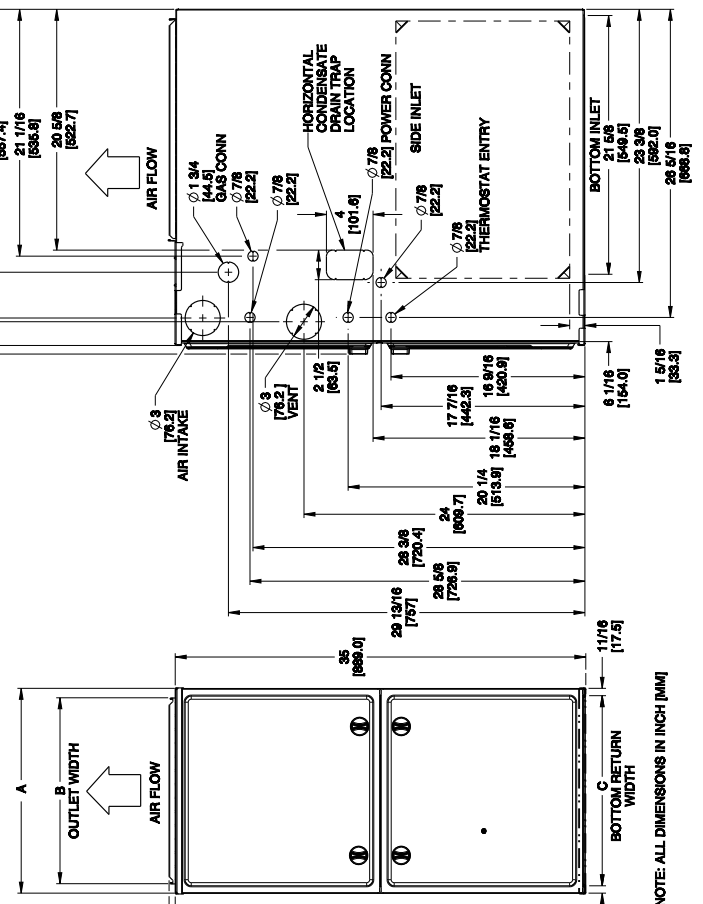 21 1/16
[535.8]
20 5/8
[522.7]
AIR FLOW
Ø 1 3/4
[44.5]
GAS CONN
Ø 7/8
[22.2]
Ø 7/8
[22.2]
HORIZONTAL
CONDENSATE
DRAIN TRAP
LOCATION
4
[101.6]
Ø 7/8
[22.2] POWER CONN
SIDE INLET
Ø 7/8
[22.2]
Ø 7/8
[22.2]
THERMOSTAT ENTRY
BOTTOM INLET
21 5/8
[549.5]
23 3/8
[592.0]
26 5/16
[668.8]
Ø 3
[76.2]
AIR INTAKE
Ø 3
[76.2 ]
VENT
2 1/2
[63.5]
16 9/16
[420.9]
17 7/16
[442.3]
18 1/16
[458.6]
20 1/4
[513.9]
24
[609.7]
28 3/8
[720.4]
28 5/8
[726.9]
29 13/16
[757]
6 1/16
[154.0]
1 5/16
[33.3]
A
B
OUTLET WIDTH
AIR FLOW
35
[889.0]
11/16
[17.5]
C
BOTTOM RETURN
WIDTH
NOTE: ALL DIMENSIONS IN INCH [MM]